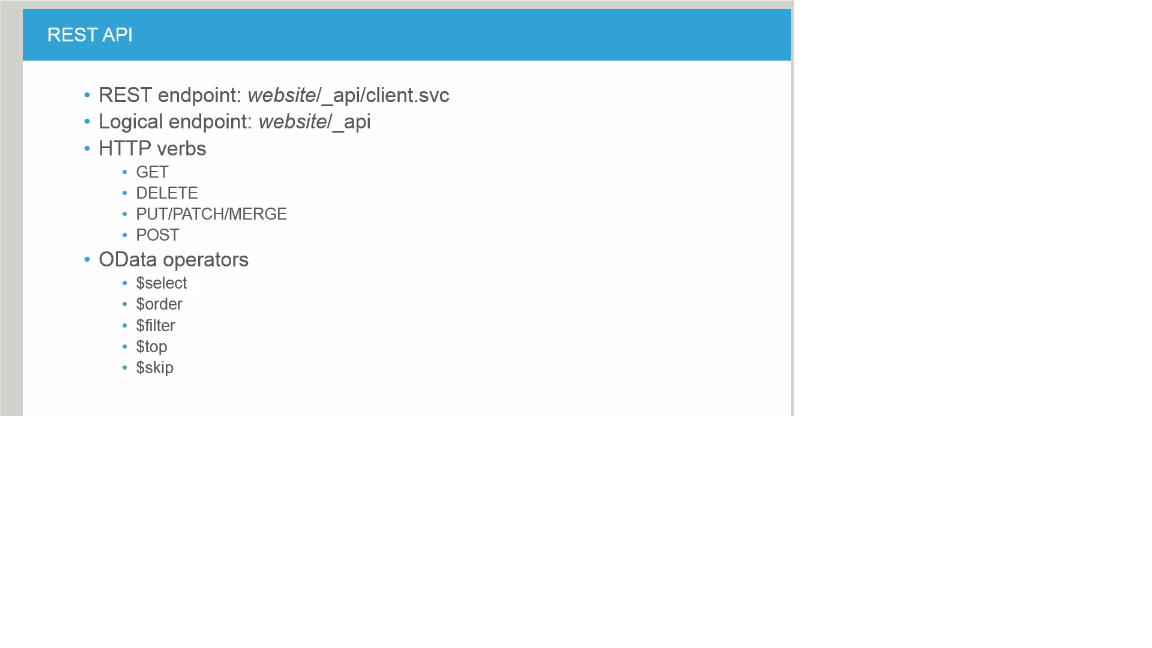 REST API
• REST endpoint: website/_api/client.svc
• Logical endpoint: website/_api
• HTTP verbs
• GET
• DELETE
• PUT/PATCH/MERGE
• POST
• OData operators
• $select
• $order
• $filter
• $top
• $skip